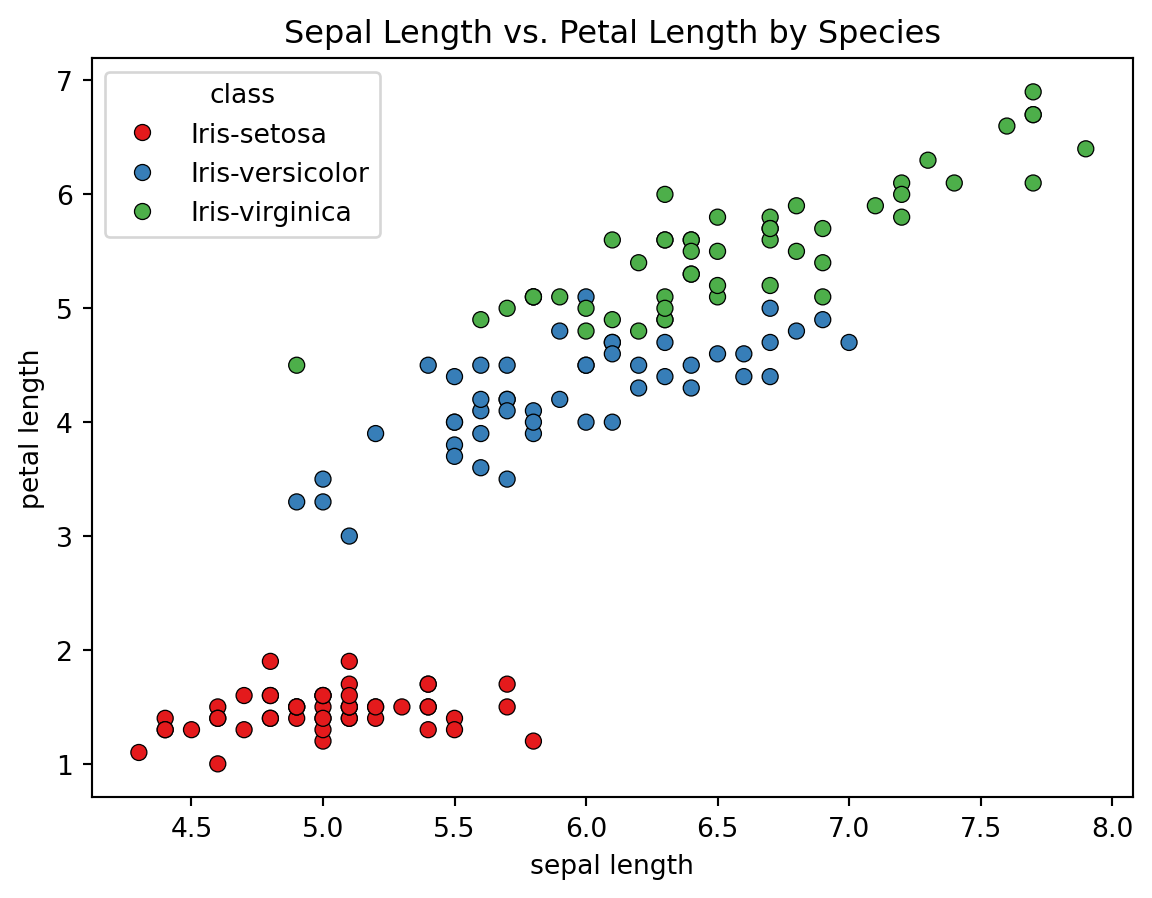 Sepal Length vs. Petal Length by Species
class
Iris-setosa
Iris-versicolor
Iris-virginica
petal length
7
6
5
4
3
2
1
4.5 5.0 5.5 6.0 6.5 7.0 7.5 8.0
sepal length